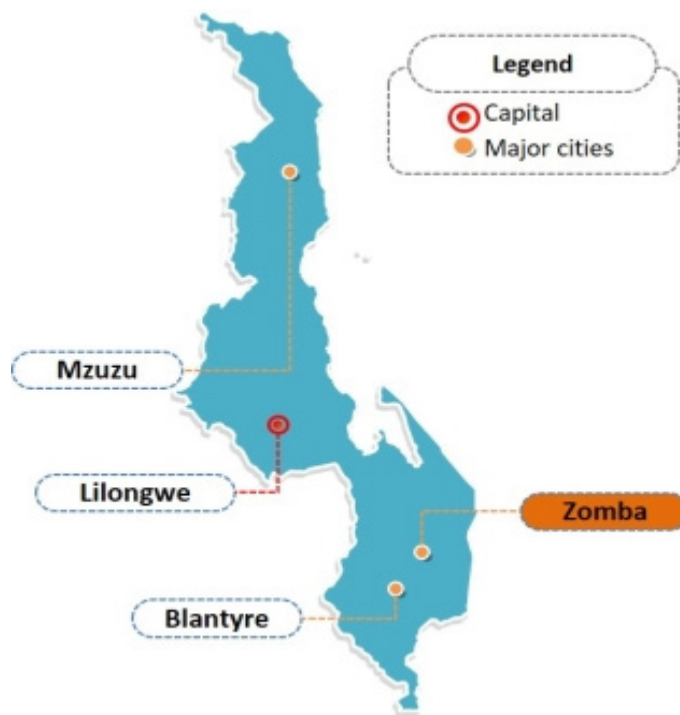 Legend
Capital
Major cities
Mzuzu
Lilongwe
Zomba
Blantyre